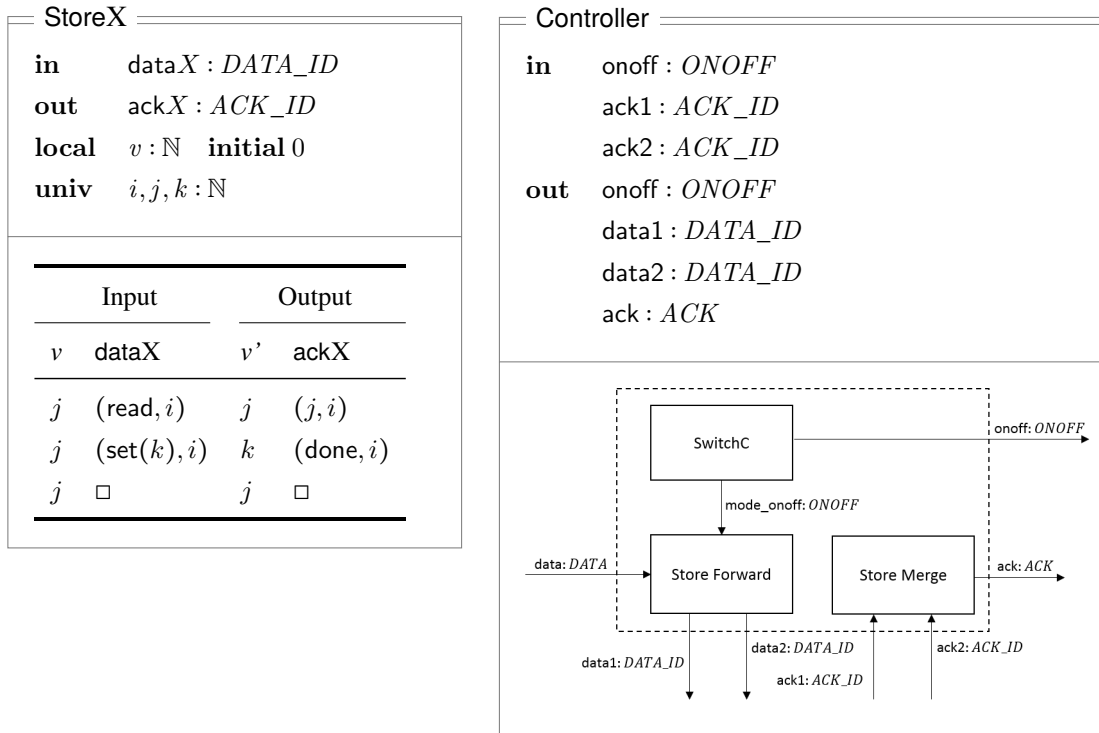 StoreX
in dataX : DATA_ID
out ackX : ACK_ID
local v : ℕ initial 0
univ i, j, k : ℕ
Input Output
v dataX v' ackX
j (read, i) j (j, i)
j (set(k), i) k (done, i)
j □ j □
Controller
in onoff : ONOFF
ack1 : ACK_ID
ack2 : ACK_ID
out onoff : ONOFF
data1 : DATA_ID
data2 : DATA_ID
ack : ACK
SwitchC
onoff: ONOFF
mode_onoff: ONOFF
data: DATA
Store Forward
Store Merge
ack: ACK
data1: DATA_ID
data2: DATA_ID
ack1: ACK_ID
ack2: ACK_ID